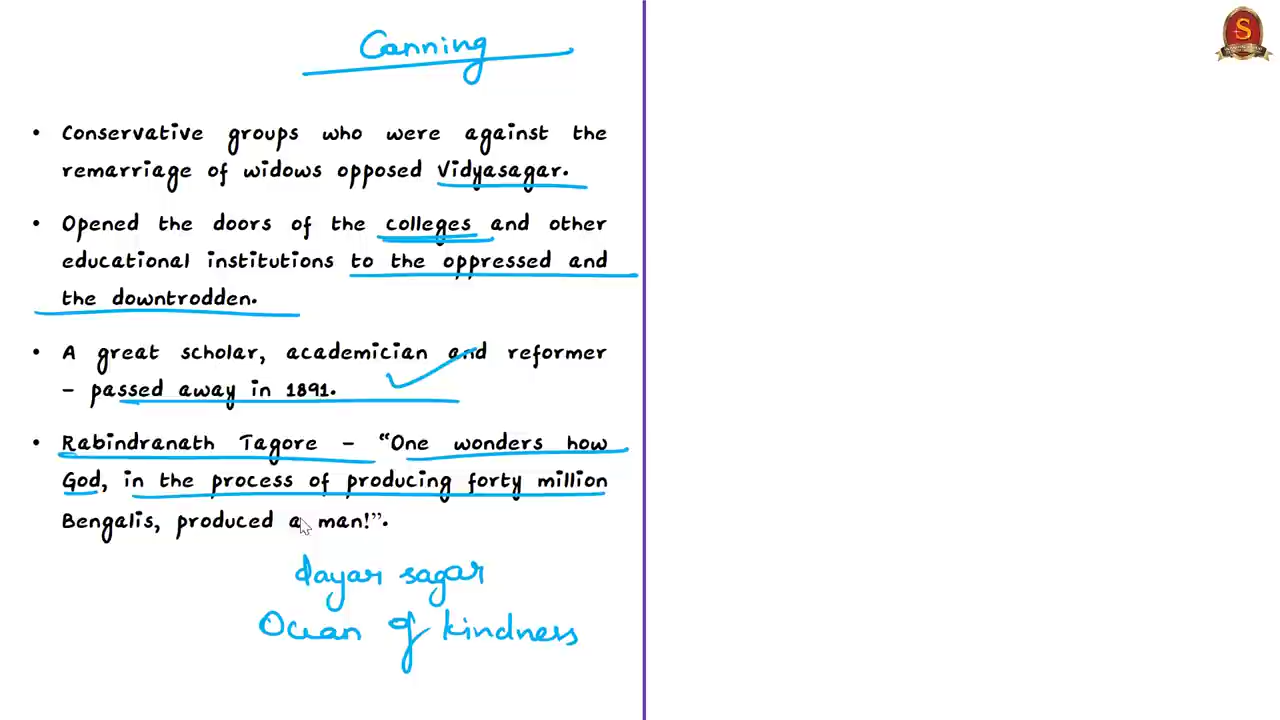 Canning
• Conservative groups who were against the
remarriage of widows opposed Vidyasagar.
• Opened the doors of the colleges and other
educational institutions to the oppressed and
the downtrodden.
• A great scholar, academician and reformer
– passed away in 1891.
• Rabindranath Tagore – “One wonders how
God, in the process of producing forty million
Bengalis, produced a man!”.
dayar sagar
Ocean of kindness
S